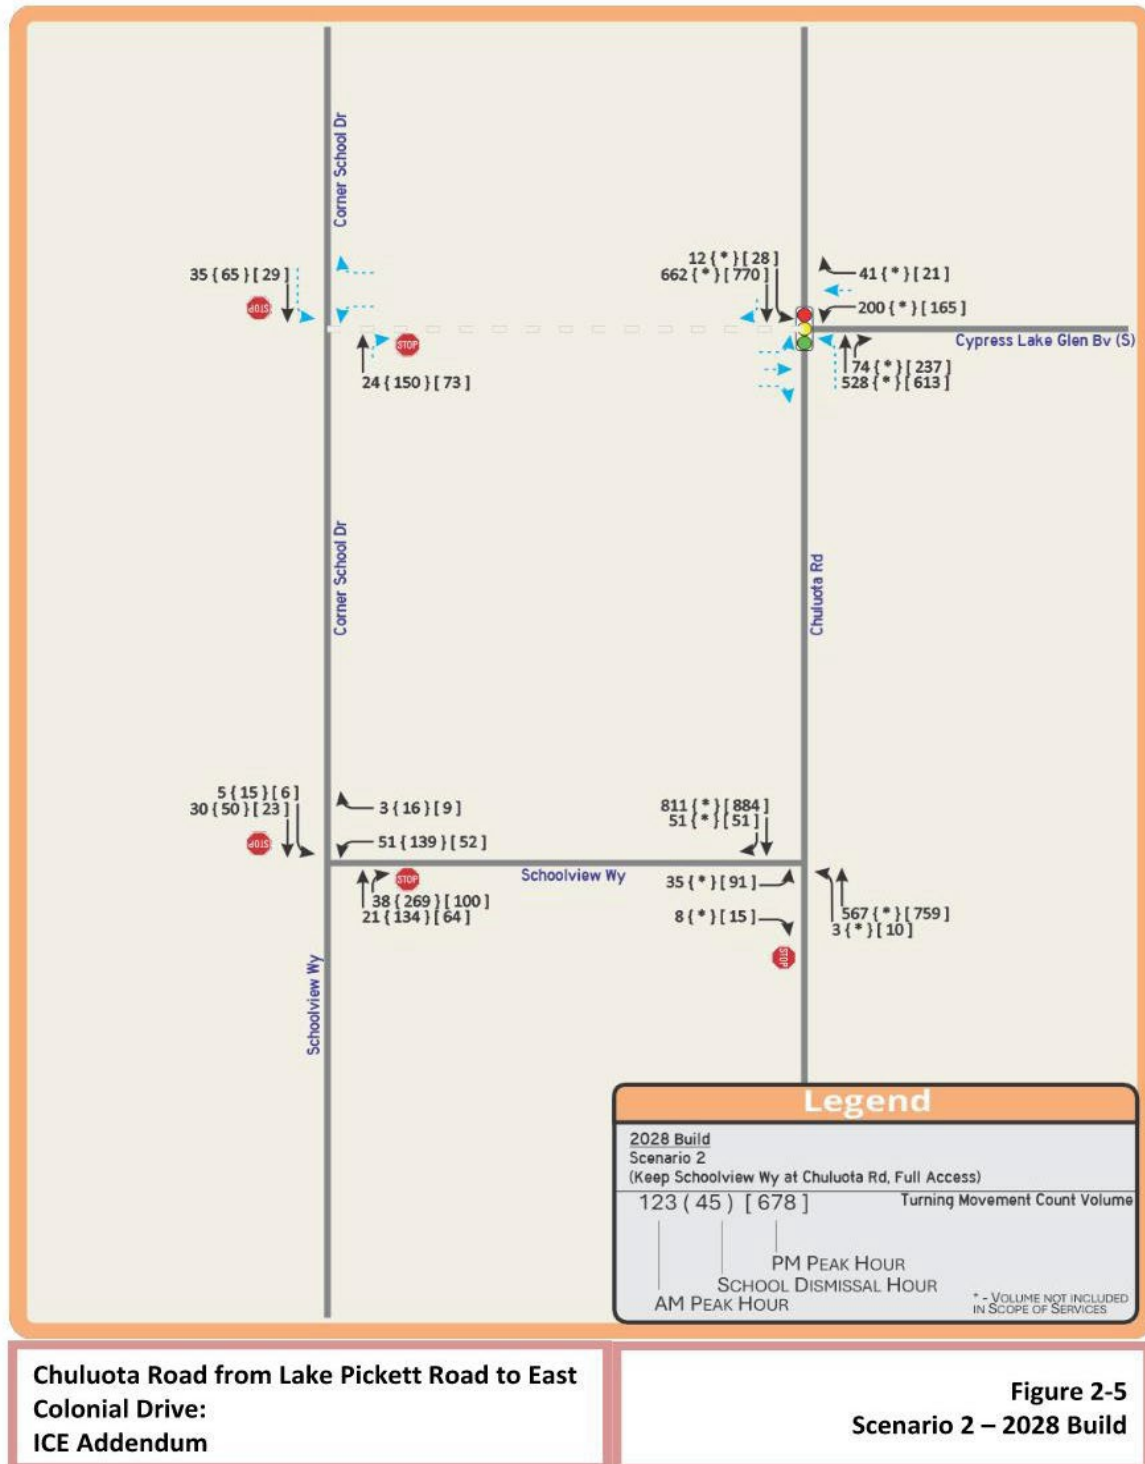 Corner School Dr
35 { 65 } [ 29 ]
STOP
24 { 150 } [ 73 ]
STOP
12 { * } [ 28 ]
662 { * } [ 770 ]
41 { * } [ 21 ]
200 { * } [ 165 ]
Cypress Lake Glen Bv (S)
74 { * } [ 237 ]
528 { * } [ 613 ]
Corner School Dr
Chuluota Rd
5 { 15 } [ 6 ]
30 { 50 } [ 23 ]
STOP
3 { 16 } [ 9 ]
51 { 139 } [ 52 ]
STOP
38 { 269 } [ 100 ]
21 { 134 } [ 64 ]
Schoolview Wy
811 { * } [ 884 ]
51 { * } [ 51 ]
35 { * } [ 91 ]
8 { * } [ 15 ]
STOP
567 { * } [ 759 ]
3 { * } [ 10 ]
Schoolview Wy
Legend
2028 Build
Scenario 2
(Keep Schoolview Wy at Chuluota Rd, Full Access)
123 ( 45 ) [ 678 ]
Turning Movement Count Volume
PM PEAK HOUR
SCHOOL DISMISSAL HOUR
AM PEAK HOUR
* - VOLUME NOT INCLUDED
IN SCOPE OF SERVICES
Chuluota Road from Lake Pickett Road to East
Colonial Drive:
ICE Addendum
Figure 2-5
Scenario 2 – 2028 Build